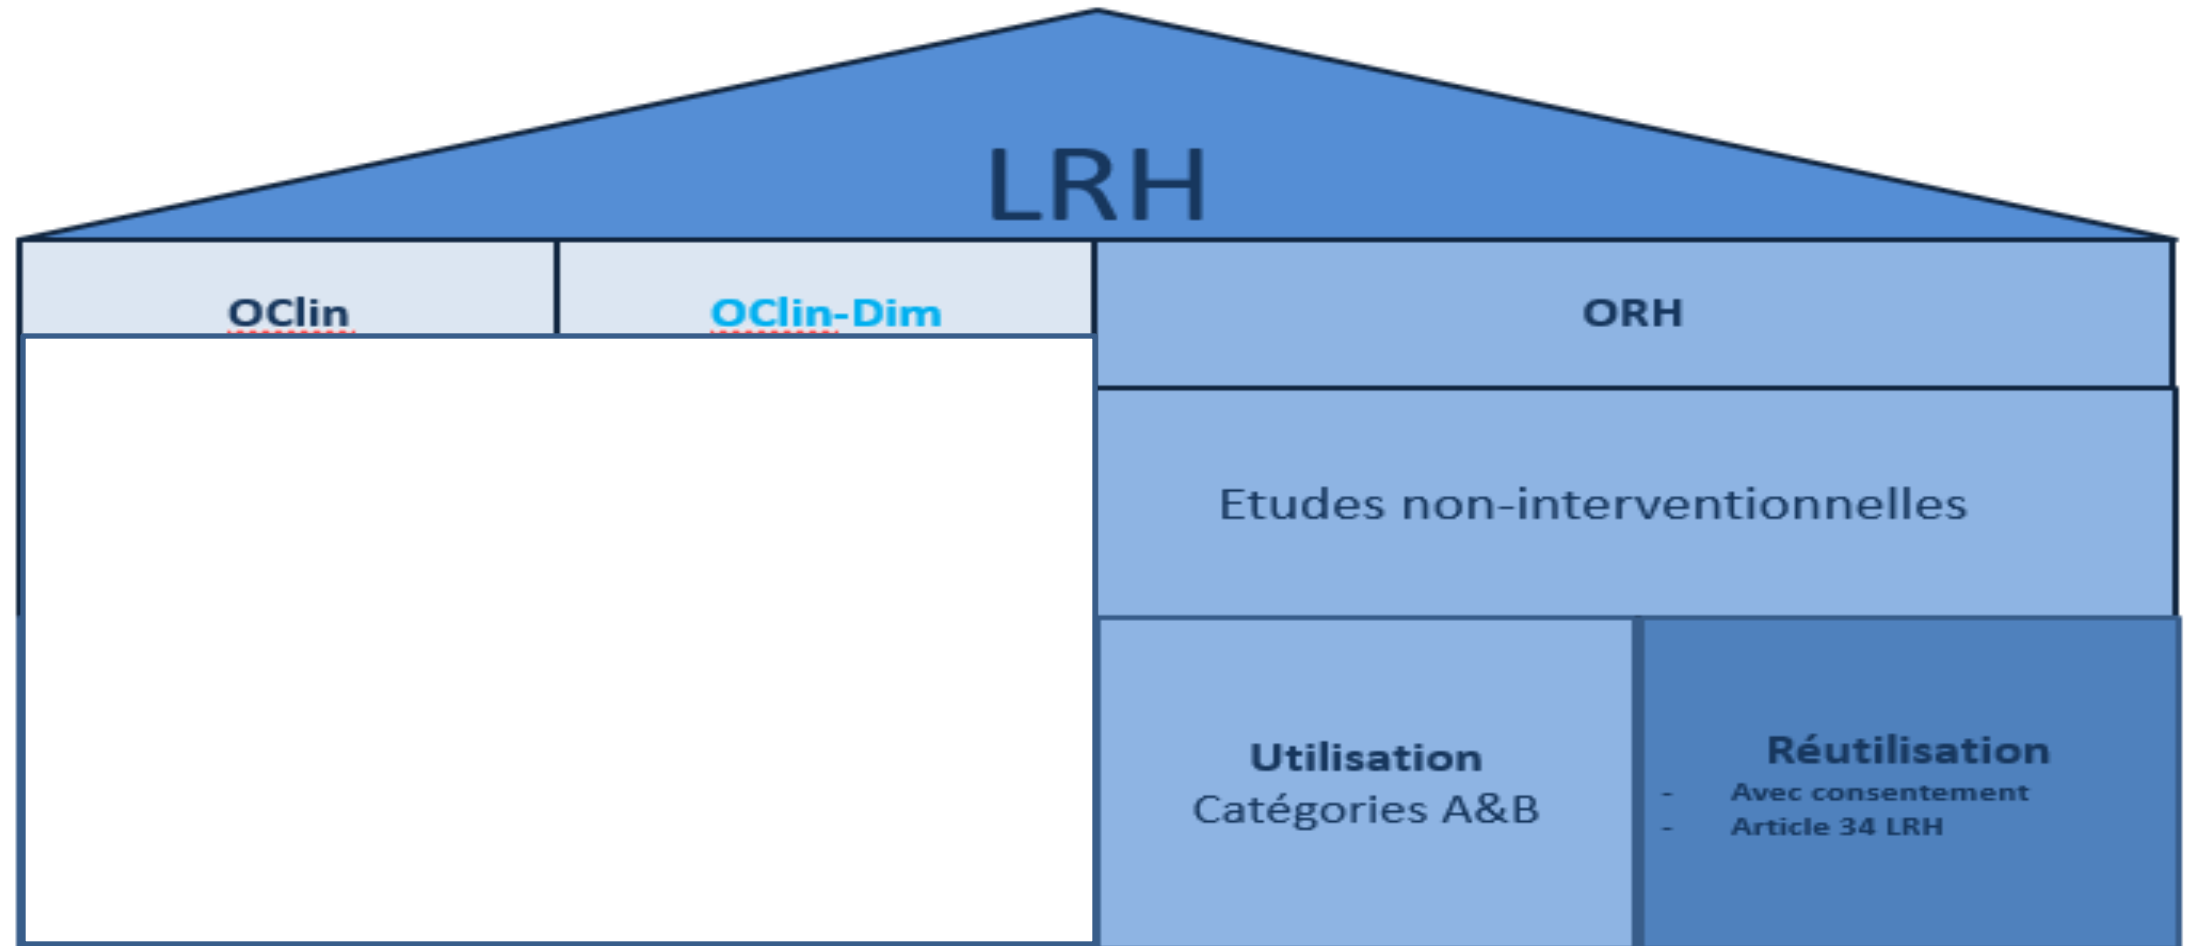 LRH
OClin
OClin-Dim
ORH
Etudes non-interventionnelles
Utilisation
Catégories A&B
Réutilisation
- Avec consentement
- Article 34 LRH